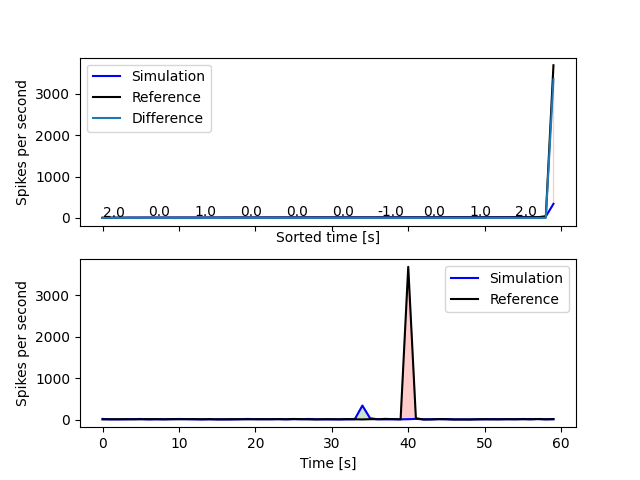 Spikes per second
3000
2000
1000
0
Simulation
Reference
Difference
2.0 0.0 1.0 0.0 0.0 0.0 -1.0 0.0 1.0 2.0
Sorted time [s]
Spikes per second
3000
2000
1000
0
Simulation
Reference
0 10 20 30 40 50 60
Time [s]